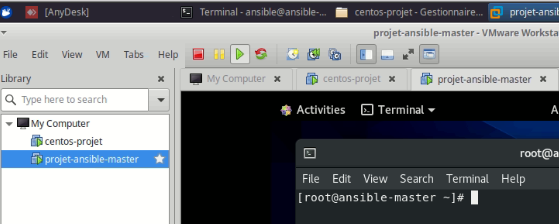 [AnyDesk]
Terminal - ansible@ansible-...
centos-projet - Gestionnaire...
projet-ansi
projet-ansible-master - VMware Worksta
File Edit View VM Tabs Help
Library
Type here to search
My Computer
centos-projet
projet-ansible-master
My Computer
centos-projet
projet-ansible-master
Activities
Terminal
A
root@a
File Edit View Search Terminal Help
[root@ansible-master ~]#